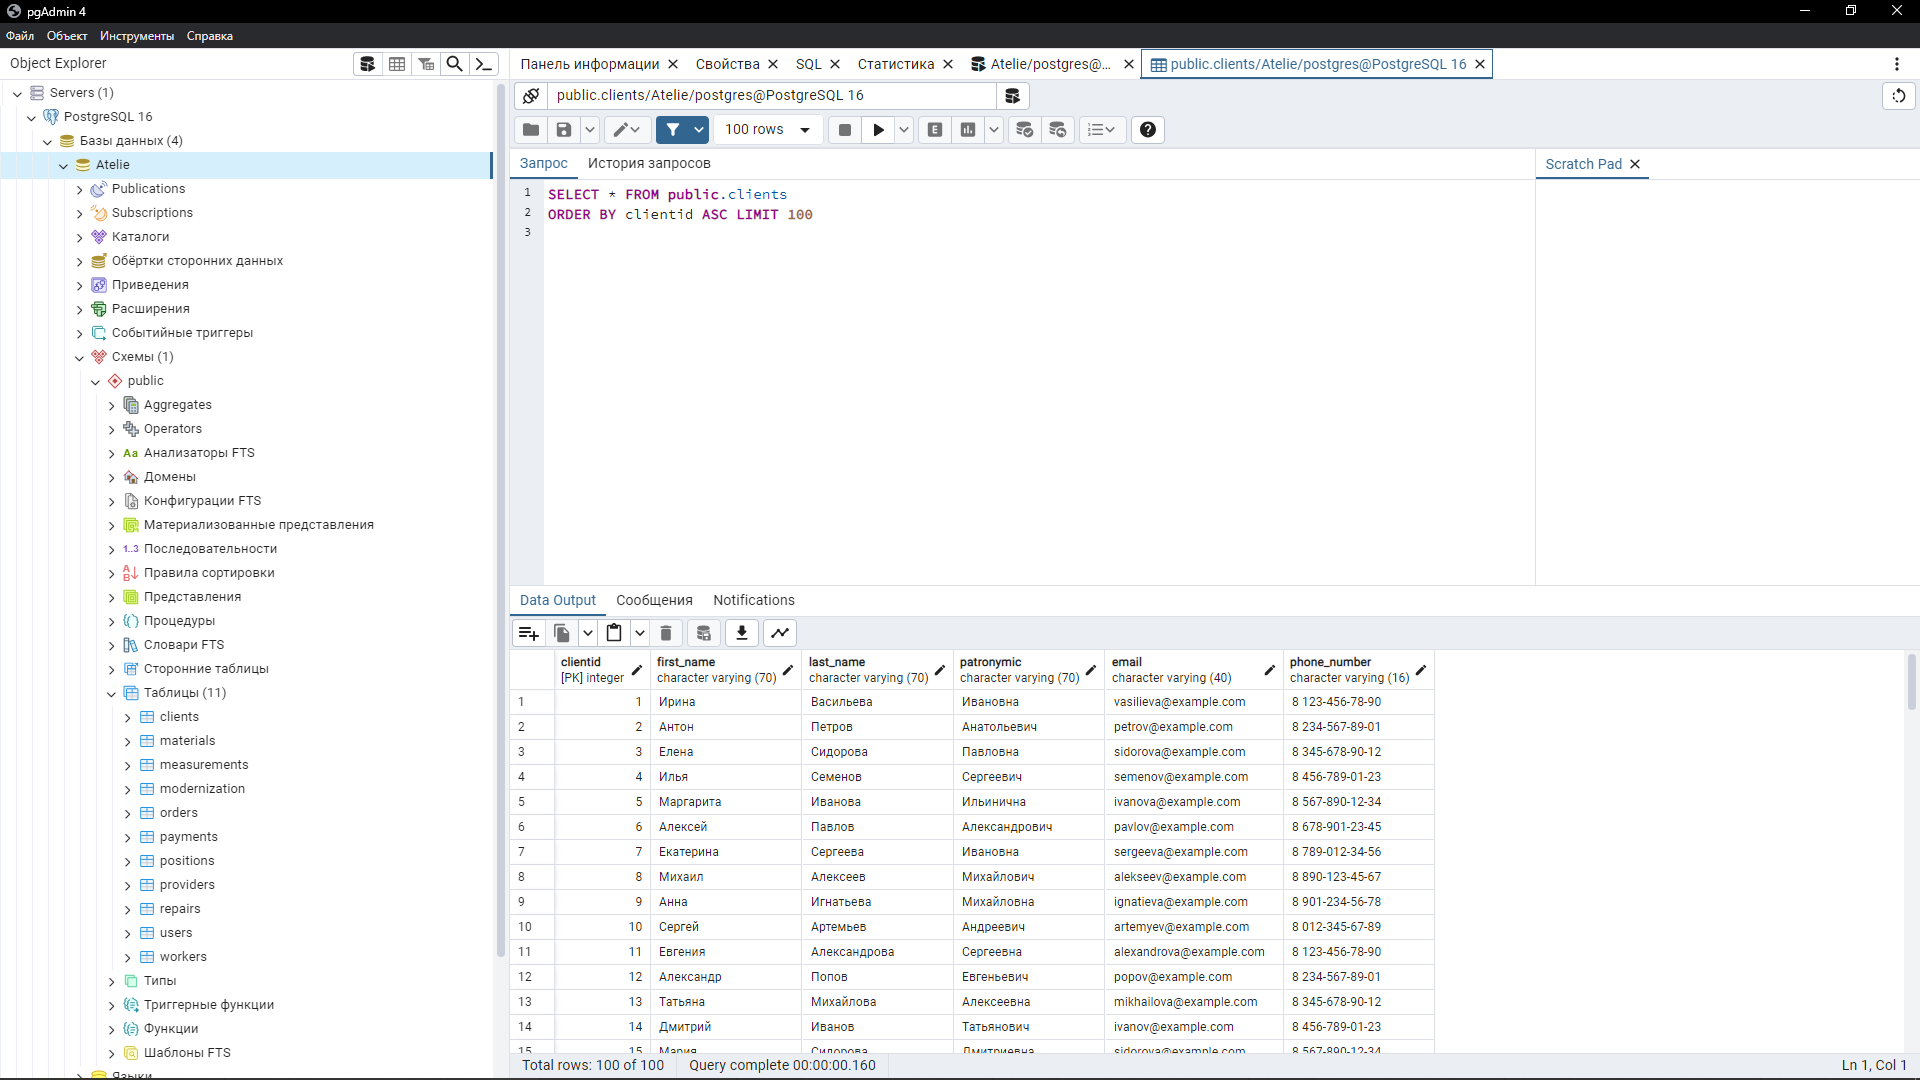 pgAdmin 4
Файл Объект Инструменты Справка
Object Explorer
Панель информации
Свойства
SQL
Статистика
Atelie/postgres@...
public.clients/Atelie/postgres@PostgreSQL 16
Servers (1)
PostgreSQL 16
Базы данных (4)
Atelie
Publications
Subscriptions
Каталоги
Обёртки сторонних данных
Приведения
Расширения
Событийные триггеры
Схемы (1)
public
Aggregates
Operators
Aa Анализаторы FTS
Домены
Конфигурации FTS
Материализованные представления
1..3 Последовательности
Правила сортировки
Представления
Процедуры
Словари FTS
Сторонние таблицы
Таблицы (11)
clients
materials
measurements
modernization
orders
payments
positions
providers
repairs
users
workers
Типы
Триггерные функции
Функции
Шаблоны FTS
Языки
public.clients/Atelie/postgres@PostgreSQL 16
100 rows
E
Запрос История запросов
Scratch Pad
1 SELECT * FROM public.clients
2 ORDER BY clientid ASC LIMIT 100
3
Data Output Сообщения Notifications
clientid first_name last_name patronymic email phone_number
[PK] integer character varying (70) character varying (70) character varying (70) character varying (40) character varying (16)
1 1 Ирина Васильева Ивановна vasilieva@example.com 8 123-456-78-90
2 2 Антон Петров Анатольевич petrov@example.com 8 234-567-89-01
3 3 Елена Сидорова Павловна sidorova@example.com 8 345-678-90-12
4 4 Илья Семенов Сергеевич semenov@example.com 8 456-789-01-23
5 5 Маргарита Иванова Ильинична ivanova@example.com 8 567-890-12-34
6 6 Алексей Павлов Александрович pavlov@example.com 8 678-901-23-45
7 7 Екатерина Сергеева Ивановна sergeeva@example.com 8 789-012-34-56
8 8 Михаил Алексеев Михайлович alekseev@example.com 8 890-123-45-67
9 9 Анна Игнатьева Михайловна ignatieva@example.com 8 901-234-56-78
10 10 Сергей Артемьев Андреевич artemyev@example.com 8 012-345-67-89
11 11 Евгения Александрова Сергеевна alexandrova@example.com 8 123-456-78-90
12 12 Александр Попов Евгеньевич popov@example.com 8 234-567-89-01
13 13 Татьяна Михайлова Алексеевна mikhailova@example.com 8 345-678-90-12
14 14 Дмитрий Иванов Татьянович ivanov@example.com 8 456-789-01-23
15 15 Мария Сидорова Дмитриевна sidorova@example.com 8 567-890-12-34
Total rows: 100 of 100 Query complete 00:00:00.160 Ln 1, Col 1